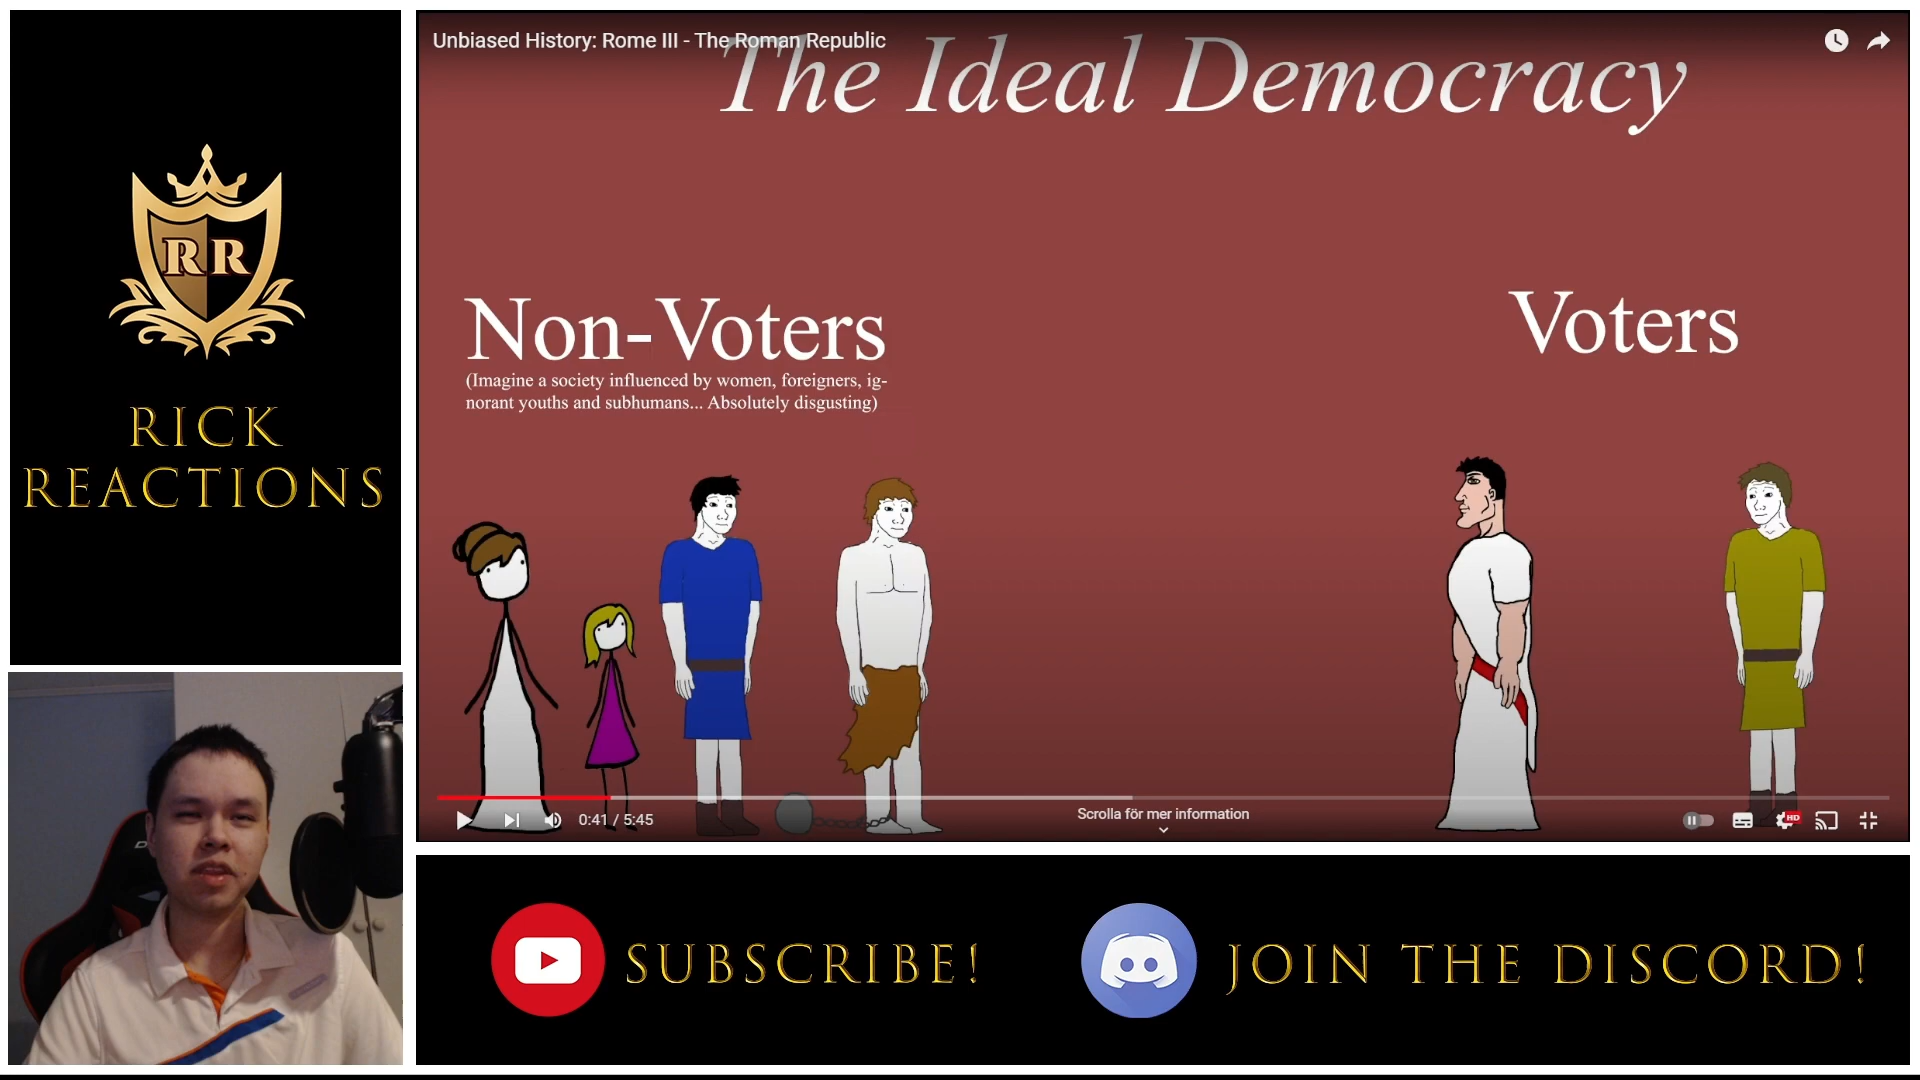 Unbiased History: Rome III - The Roman Republic
The Ideal Democracy
Non-Voters
(Imagine a society influenced by women, foreigners, ig-
norant youths and subhumans... Absolutely disgusting)
Voters
RR
RICK
REACTIONS
0:41 / 5:45
Scrolla för mer information
HD
SUBSCRIBE!
JOIN THE DISCORD!